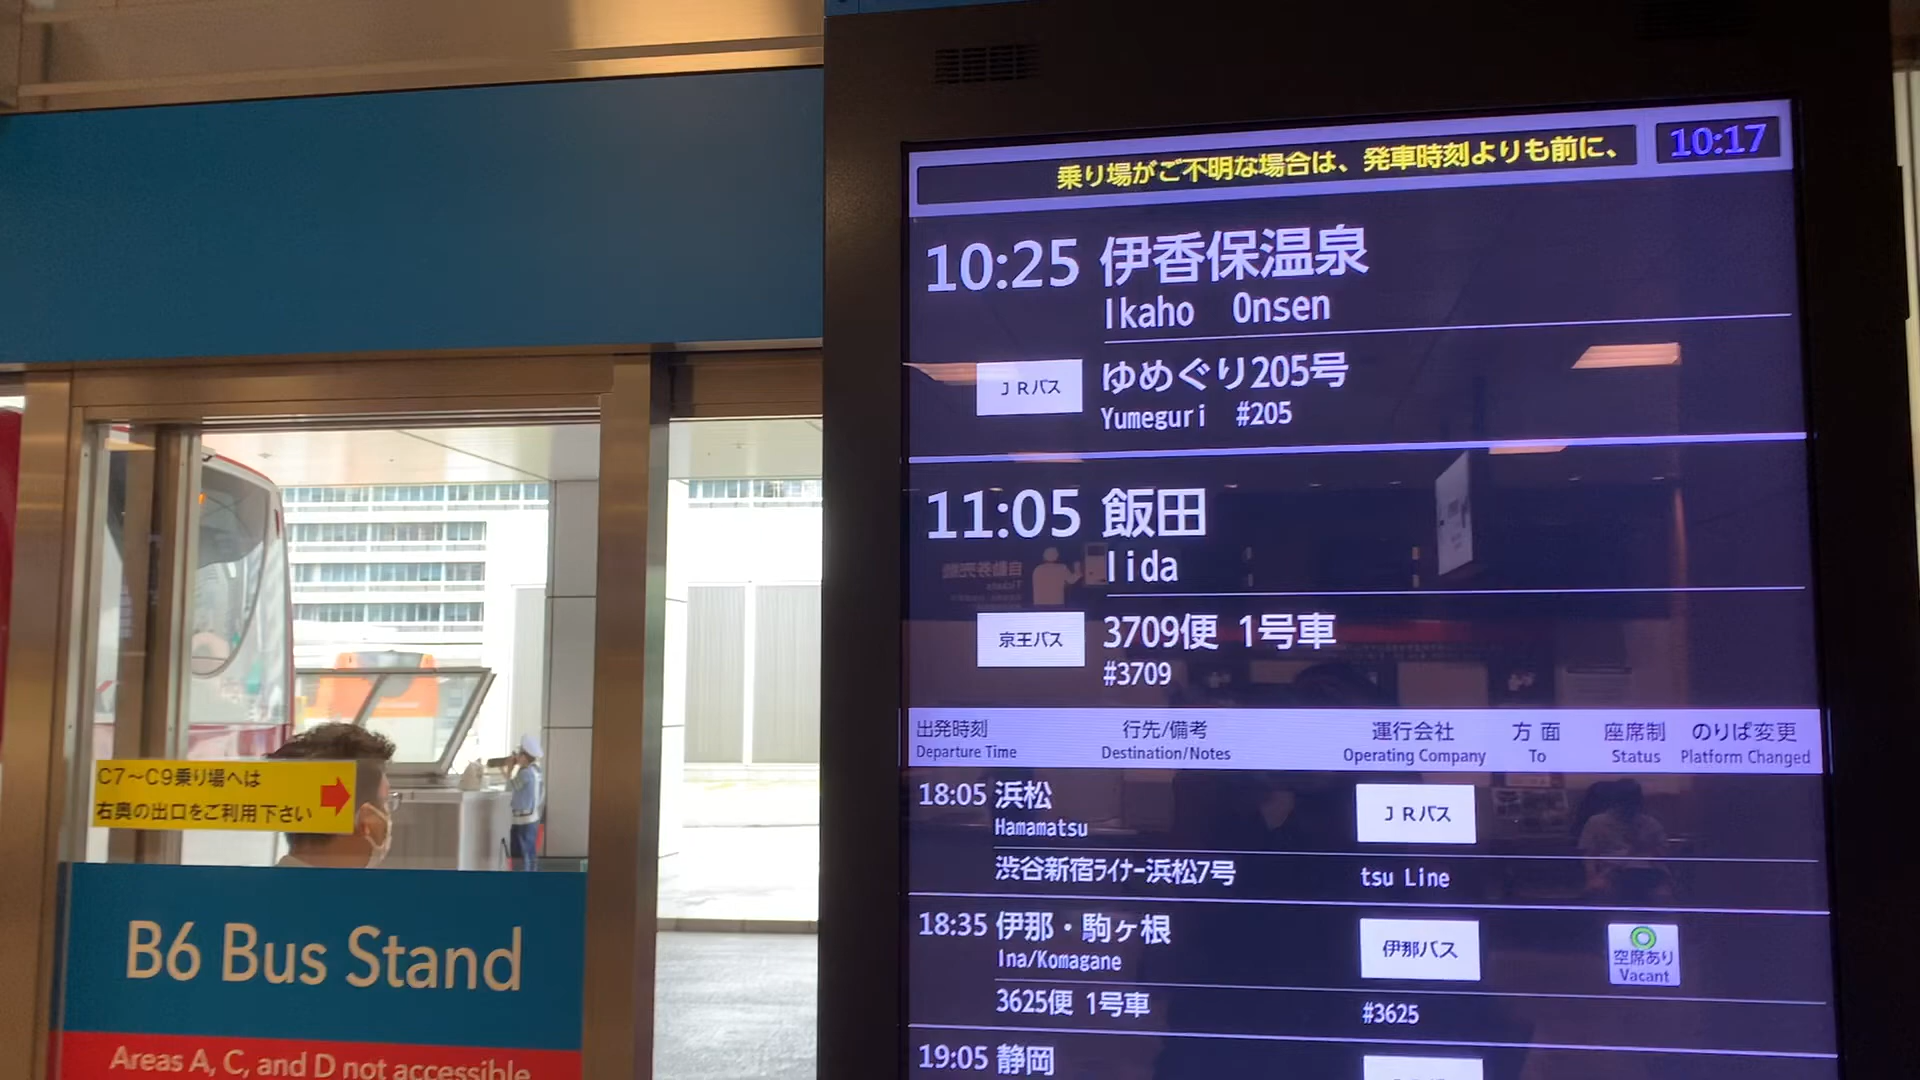 乗り場がご不明な場合は、発車時刻よりも前に、
10:17
10:25 伊香保温泉
Ikaho Onsen
JRバス
ゆめぐり205号
Yumeguri #205
11:05 飯田
Iida
京王バス
3709便 1号車
#3709
出発時刻 行先/備考 運行会社 方面 座席制 のりば変更
Departure Time Destination/Notes Operating Company To Status Platform Changed
18:05 浜松
Hamamatsu
JRバス
渋谷新宿ライナー浜松7号 tsu Line
18:35 伊那・駒ヶ根
Ina/Komagane
伊那バス
空席あり
Vacant
3625便 1号車 #3625
19:05 静岡
C7～C9乗り場へは
右奥の出口をご利用下さい
B6 Bus Stand
Areas A, C, and D not accessible